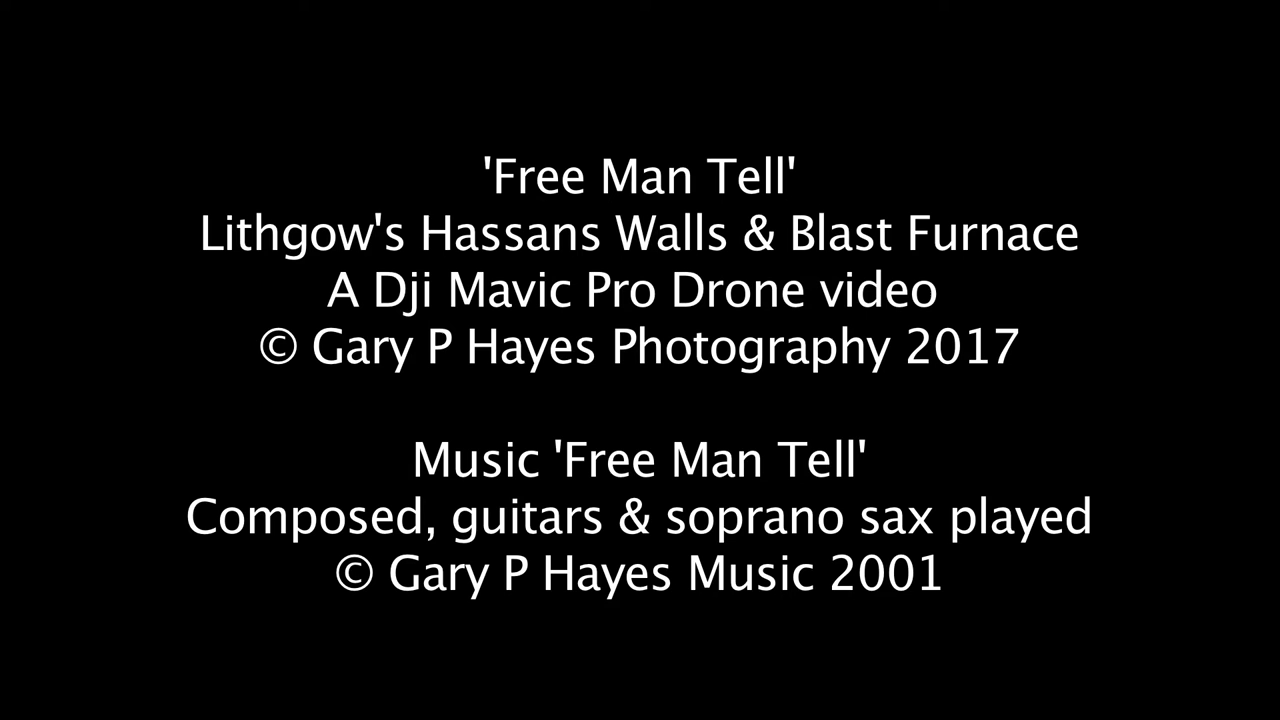 'Free Man Tell'
Lithgow's Hassans Walls & Blast Furnace
A Dji Mavic Pro Drone video
© Gary P Hayes Photography 2017
Music 'Free Man Tell'
Composed, guitars & soprano sax played
© Gary P Hayes Music 2001